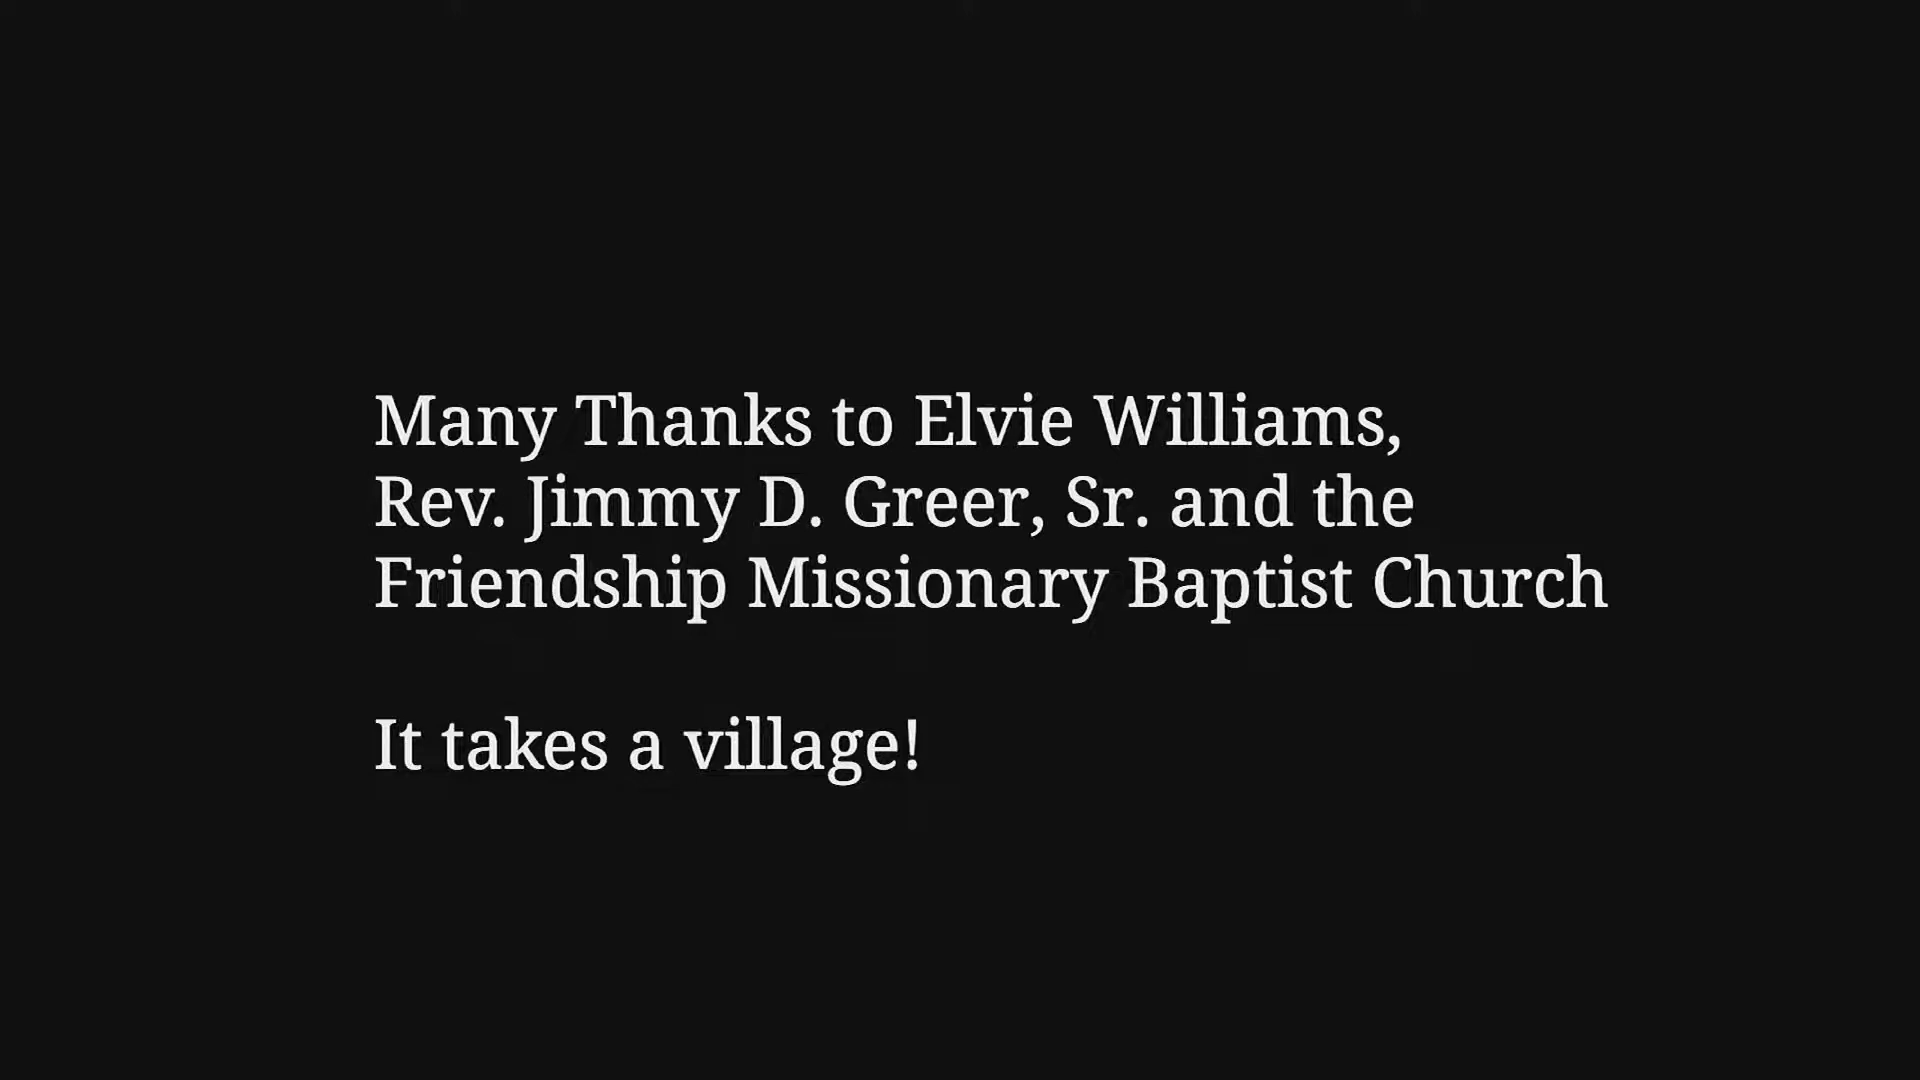 Many Thanks to Elvie Williams,
Rev. Jimmy D. Greer, Sr. and the
Friendship Missionary Baptist Church
It takes a village!